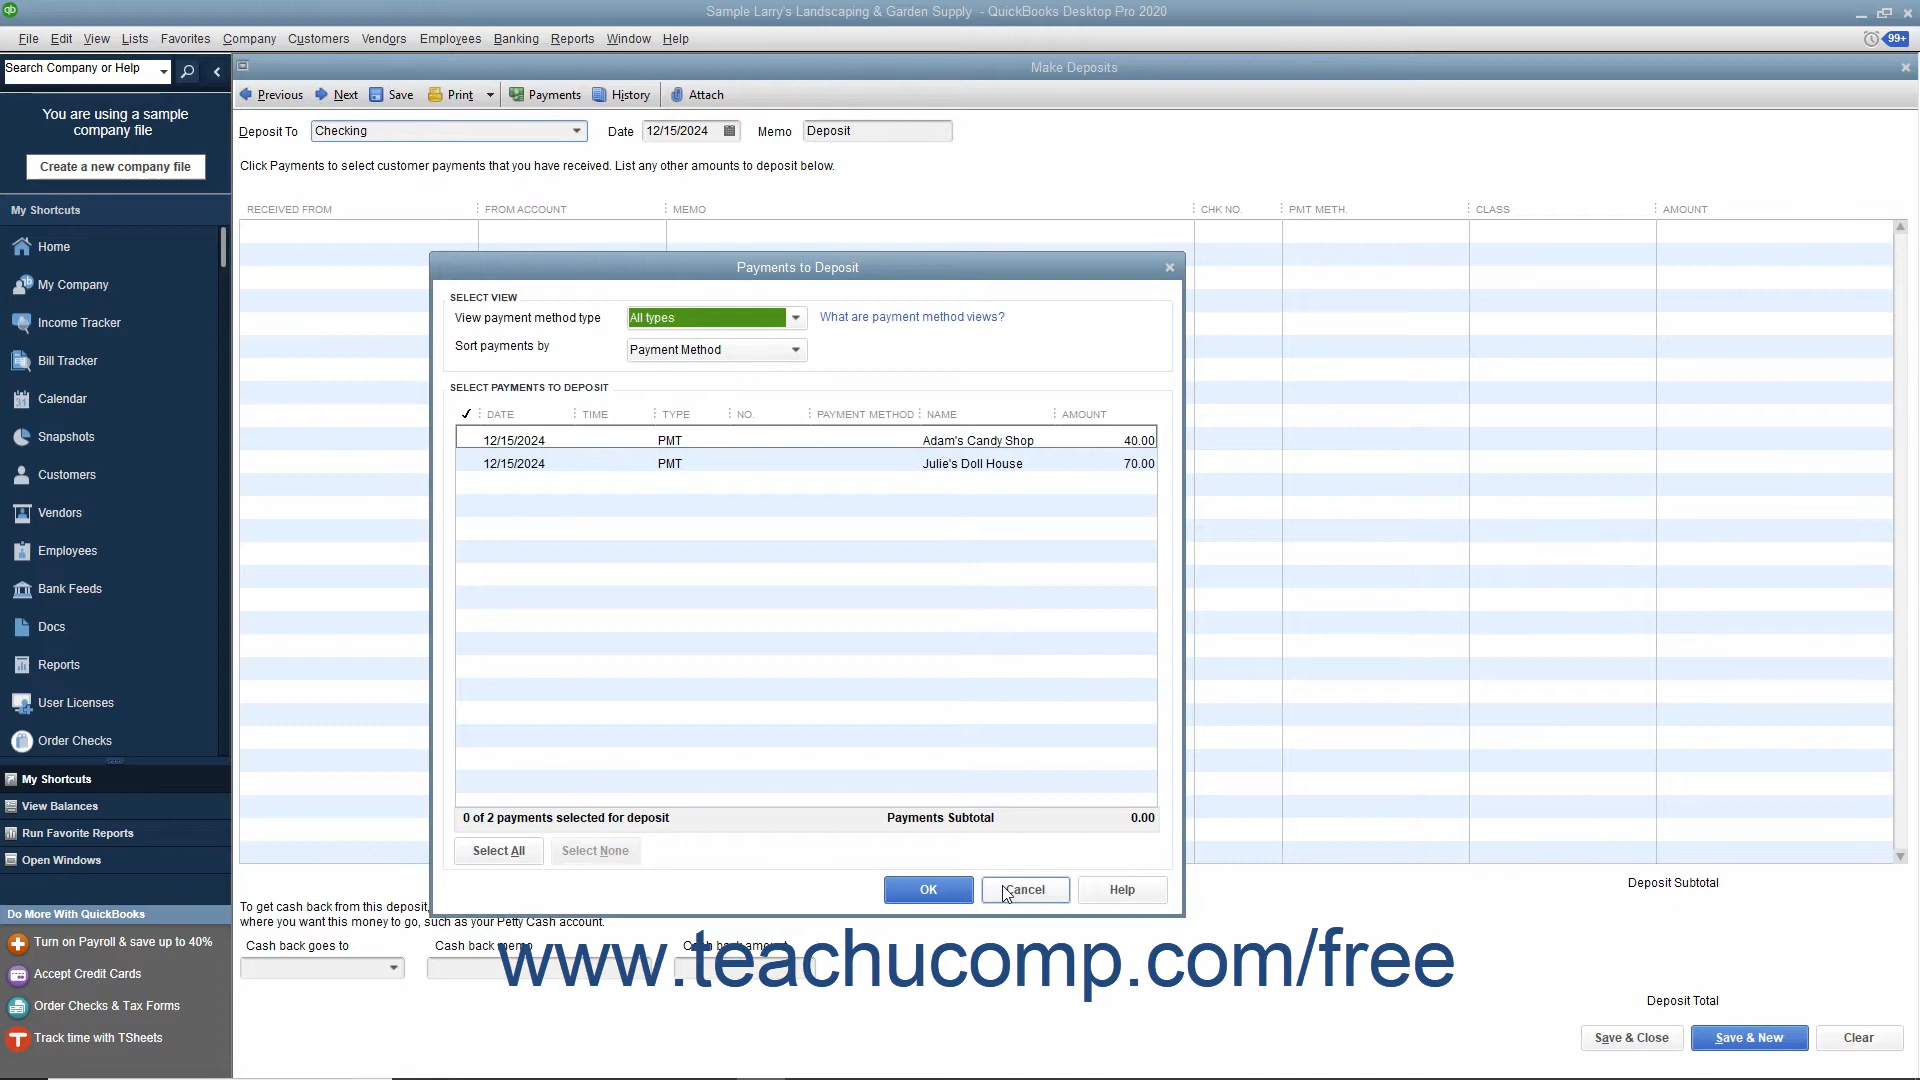 Sample Larry's Landscaping & Garden Supply - QuickBooks Desktop Pro 2020
File Edit View Lists Favorites Company Customers Vendors Employees Banking Reports Window Help
99+
Search Company or Help
Make Deposits
Previous Next Save Print Payments History Attach
You are using a sample
company file
Create a new company file
Deposit To Checking Date 12/15/2024 Memo Deposit
Click Payments to select customer payments that you have received. List any other amounts to deposit below.
RECEIVED FROM FROM ACCOUNT MEMO CHK NO. PMT METH. CLASS AMOUNT
My Shortcuts
Home
My Company
Income Tracker
Bill Tracker
Calendar
Snapshots
Customers
Vendors
Employees
Bank Feeds
Docs
Reports
User Licenses
Order Checks
My Shortcuts
View Balances
Run Favorite Reports
Open Windows
Do More With QuickBooks
Turn on Payroll & save up to 40%
Accept Credit Cards
Order Checks & Tax Forms
Track time with TSheets
Payments to Deposit
SELECT VIEW
View payment method type All types What are payment method views?
Sort payments by Payment Method
SELECT PAYMENTS TO DEPOSIT
✓ DATE TIME TYPE NO. PAYMENT METHOD NAME AMOUNT
12/15/2024 PMT Adam's Candy Shop 40.00
12/15/2024 PMT Julie's Doll House 70.00
0 of 2 payments selected for deposit Payments Subtotal 0.00
Select All Select None
OK Cancel Help
Deposit Subtotal
To get cash back from this deposit,
where you want this money to go, such as your Petty Cash account.
Cash back goes to Cash back memo Cash back amount
www.teachucomp.com/free
Deposit Total
Save & Close Save & New Clear